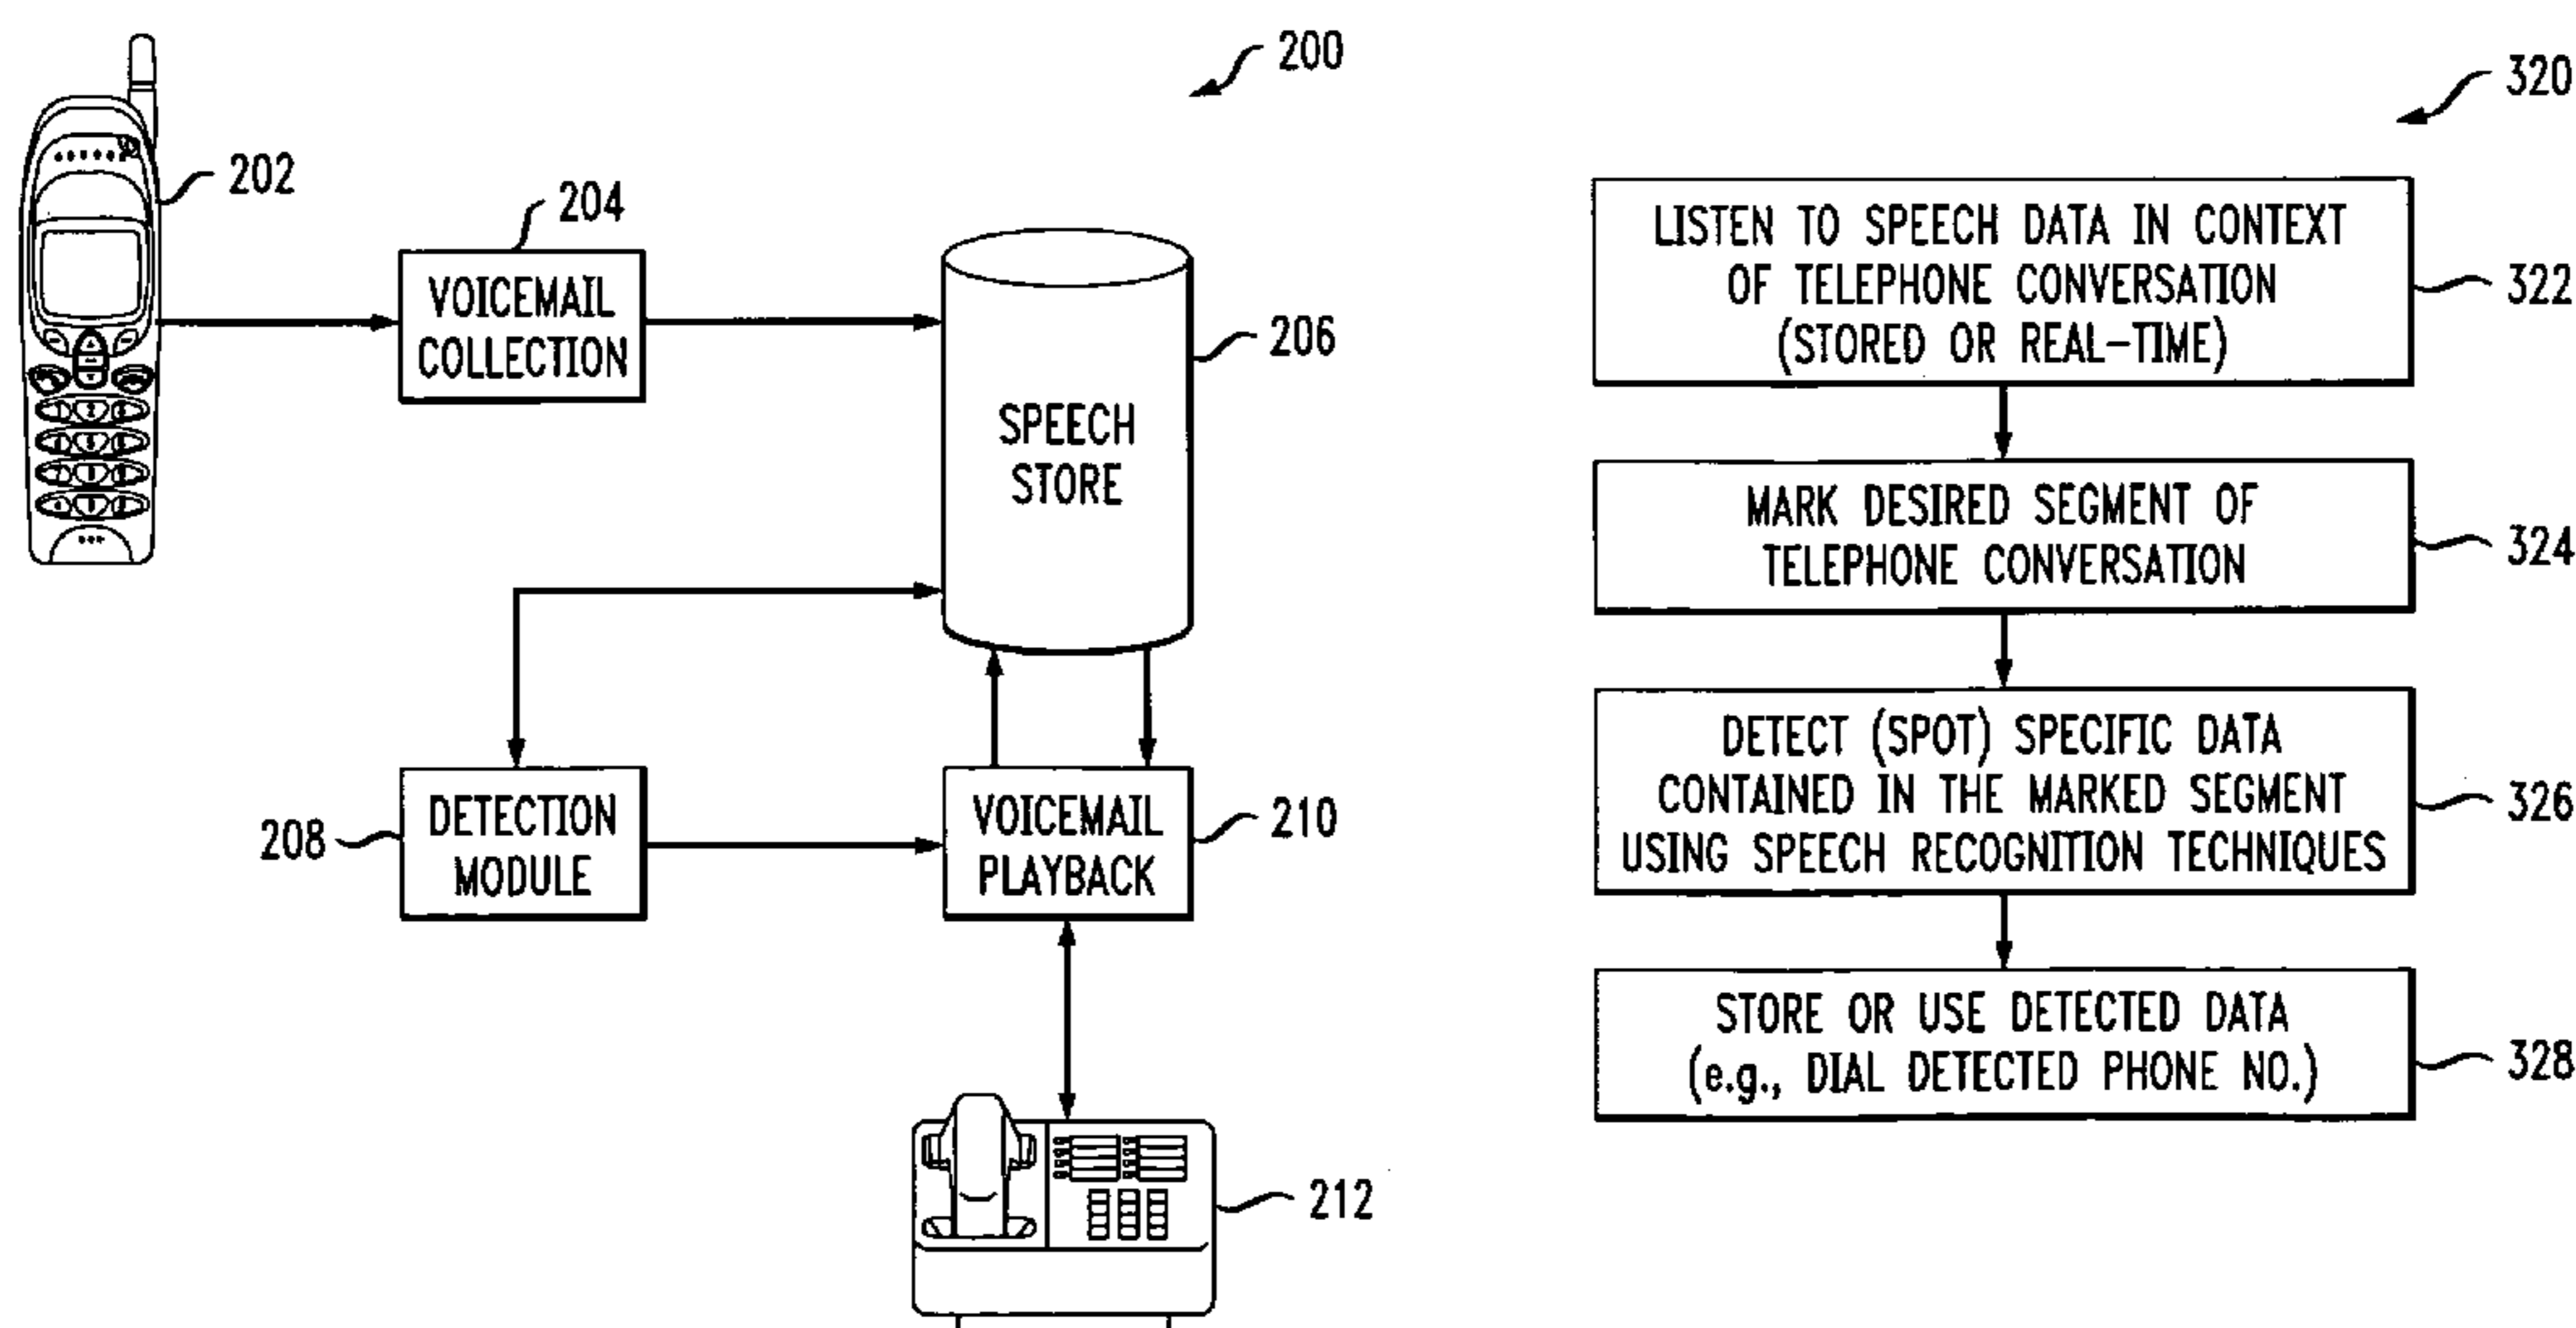 200
202
204
VOICEMAIL
COLLECTION
206
SPEECH
STORE
208
DETECTION
MODULE
VOICEMAIL
PLAYBACK
210
212
320
LISTEN TO SPEECH DATA IN CONTEXT
OF TELEPHONE CONVERSATION
(STORED OR REAL-TIME)
322
MARK DESIRED SEGMENT OF
TELEPHONE CONVERSATION
324
DETECT (SPOT) SPECIFIC DATA
CONTAINED IN THE MARKED SEGMENT
USING SPEECH RECOGNITION TECHNIQUES
326
STORE OR USE DETECTED DATA
(e.g., DIAL DETECTED PHONE NO.)
328